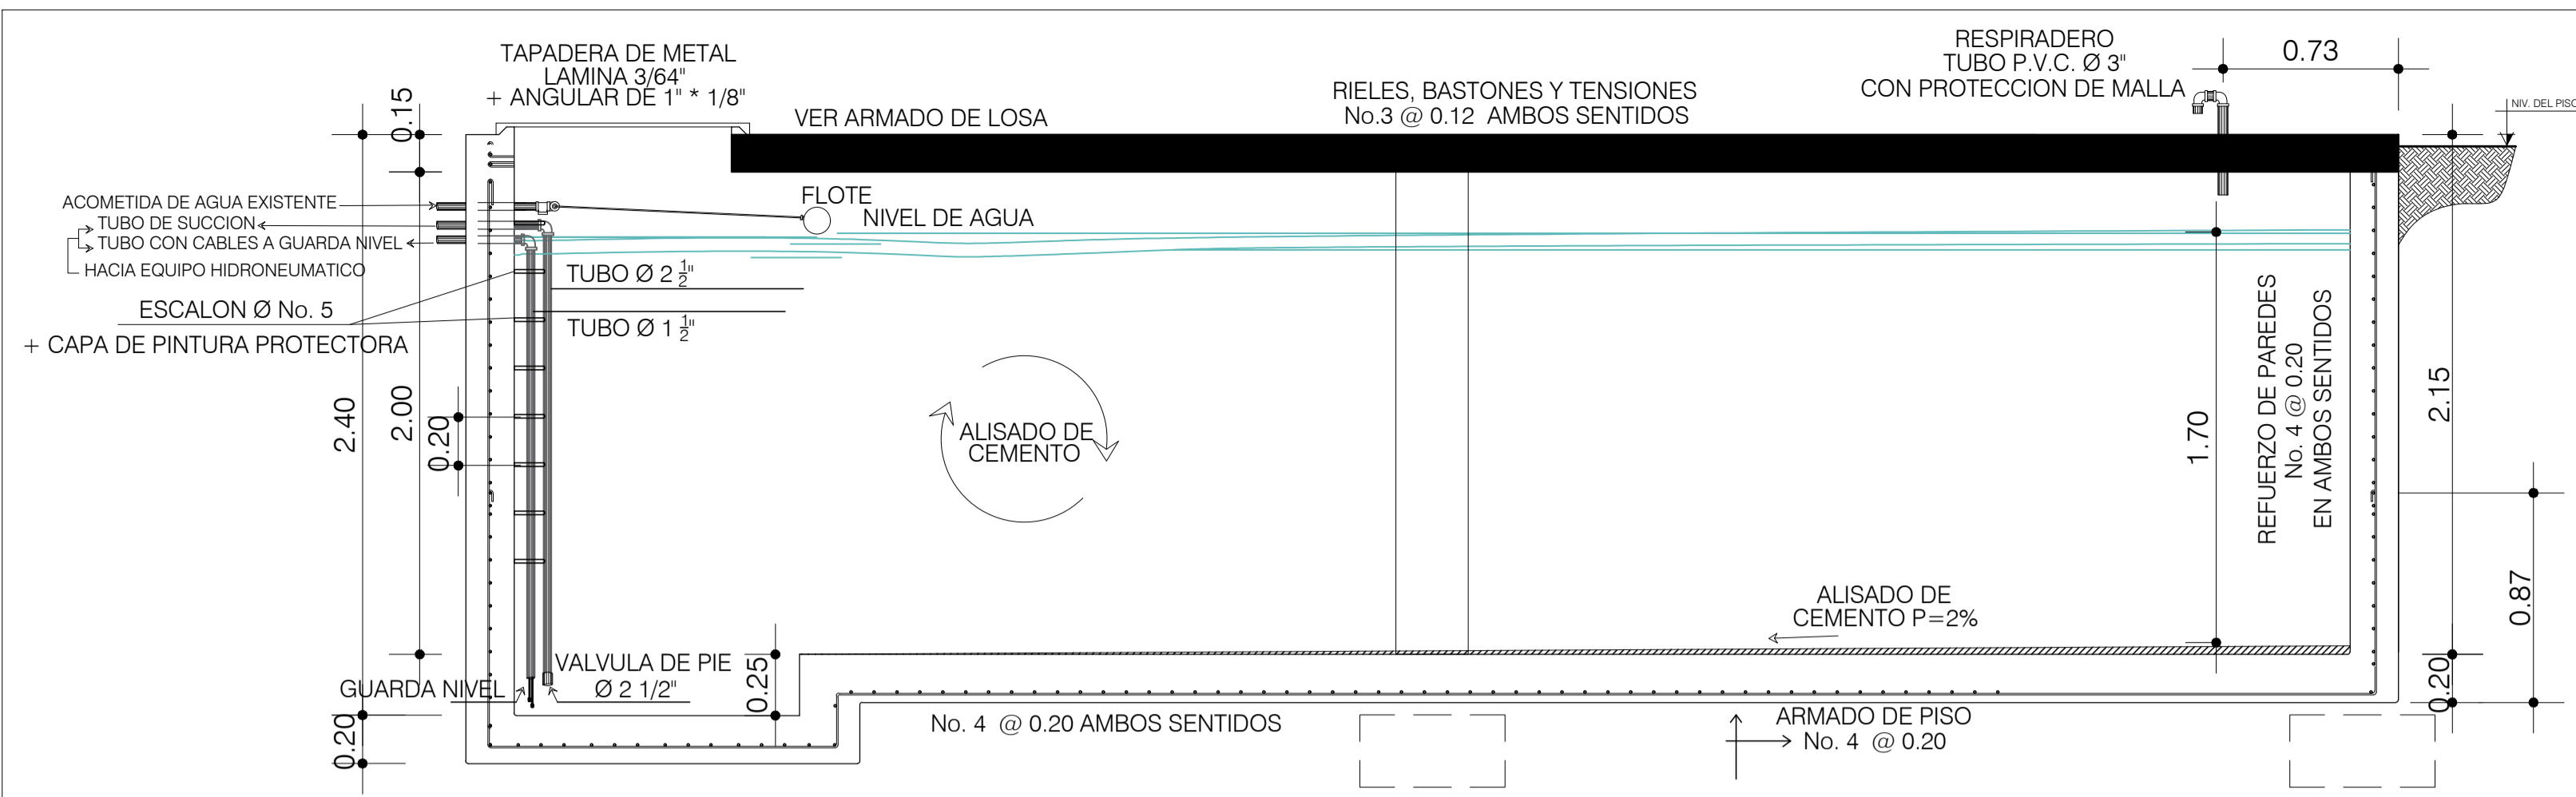 TAPADERA DE METAL
LAMINA 3/64"
+ ANGULAR DE 1" * 1/8"
VER ARMADO DE LOSA
RIELES, BASTONES Y TENSIONES
No.3 @ 0.12 AMBOS SENTIDOS
RESPIRADERO
TUBO P.V.C. Ø 3"
CON PROTECCION DE MALLA
0.73
NIV. DEL PISO
0.15
ACOMETIDA DE AGUA EXISTENTE
TUBO DE SUCCION
TUBO CON CABLES A GUARDA NIVEL
HACIA EQUIPO HIDRONEUMATICO
FLOTE
NIVEL DE AGUA
TUBO Ø 2 1/2"
TUBO Ø 1 1/2"
ESCALON Ø No. 5
+ CAPA DE PINTURA PROTECTORA
2.40
2.00
0.20
ALISADO DE
CEMENTO
1.70
REFUERZO DE PAREDES
No. 4 @ 0.20
EN AMBOS SENTIDOS
2.15
0.87
ALISADO DE
CEMENTO P=2%
VALVULA DE PIE
Ø 2 1/2"
GUARDA NIVEL
0.25
0.20
0.20
No. 4 @ 0.20 AMBOS SENTIDOS
ARMADO DE PISO
No. 4 @ 0.20